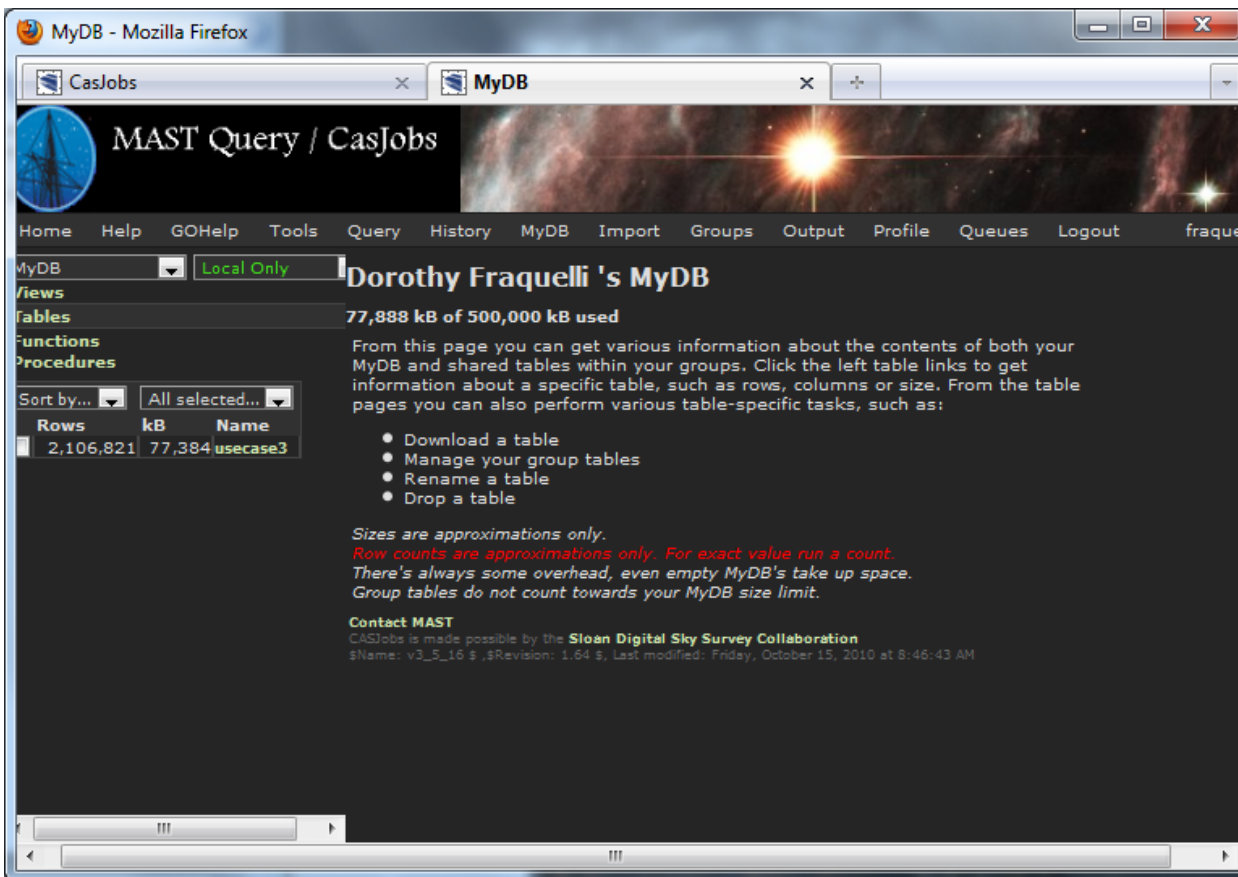 MyDB - Mozilla Firefox
CasJobs
MyDB
MAST Query / CasJobs
Home Help GOHelp Tools Query History MyDB Import Groups Output Profile Queues Logout fraque
MyDB Local Only
Views
Tables
Functions
Procedures
Sort by... All selected...
Rows kB Name
2,106,821 77,384 usecase3
Dorothy Fraquelli 's MyDB
77,888 kB of 500,000 kB used
From this page you can get various information about the contents of both your
MyDB and shared tables within your groups. Click the left table links to get
information about a specific table, such as rows, columns or size. From the table
pages you can also perform various table-specific tasks, such as:
Download a table
Manage your group tables
Rename a table
Drop a table
Sizes are approximations only.
Row counts are approximations only. For exact value run a count.
There's always some overhead, even empty MyDB's take up space.
Group tables do not count towards your MyDB size limit.
Contact MAST
CASJobs is made possible by the Sloan Digital Sky Survey Collaboration
$Name: v3_5_16 $ ,$Revision: 1.64 $, Last modified: Friday, October 15, 2010 at 8:46:43 AM